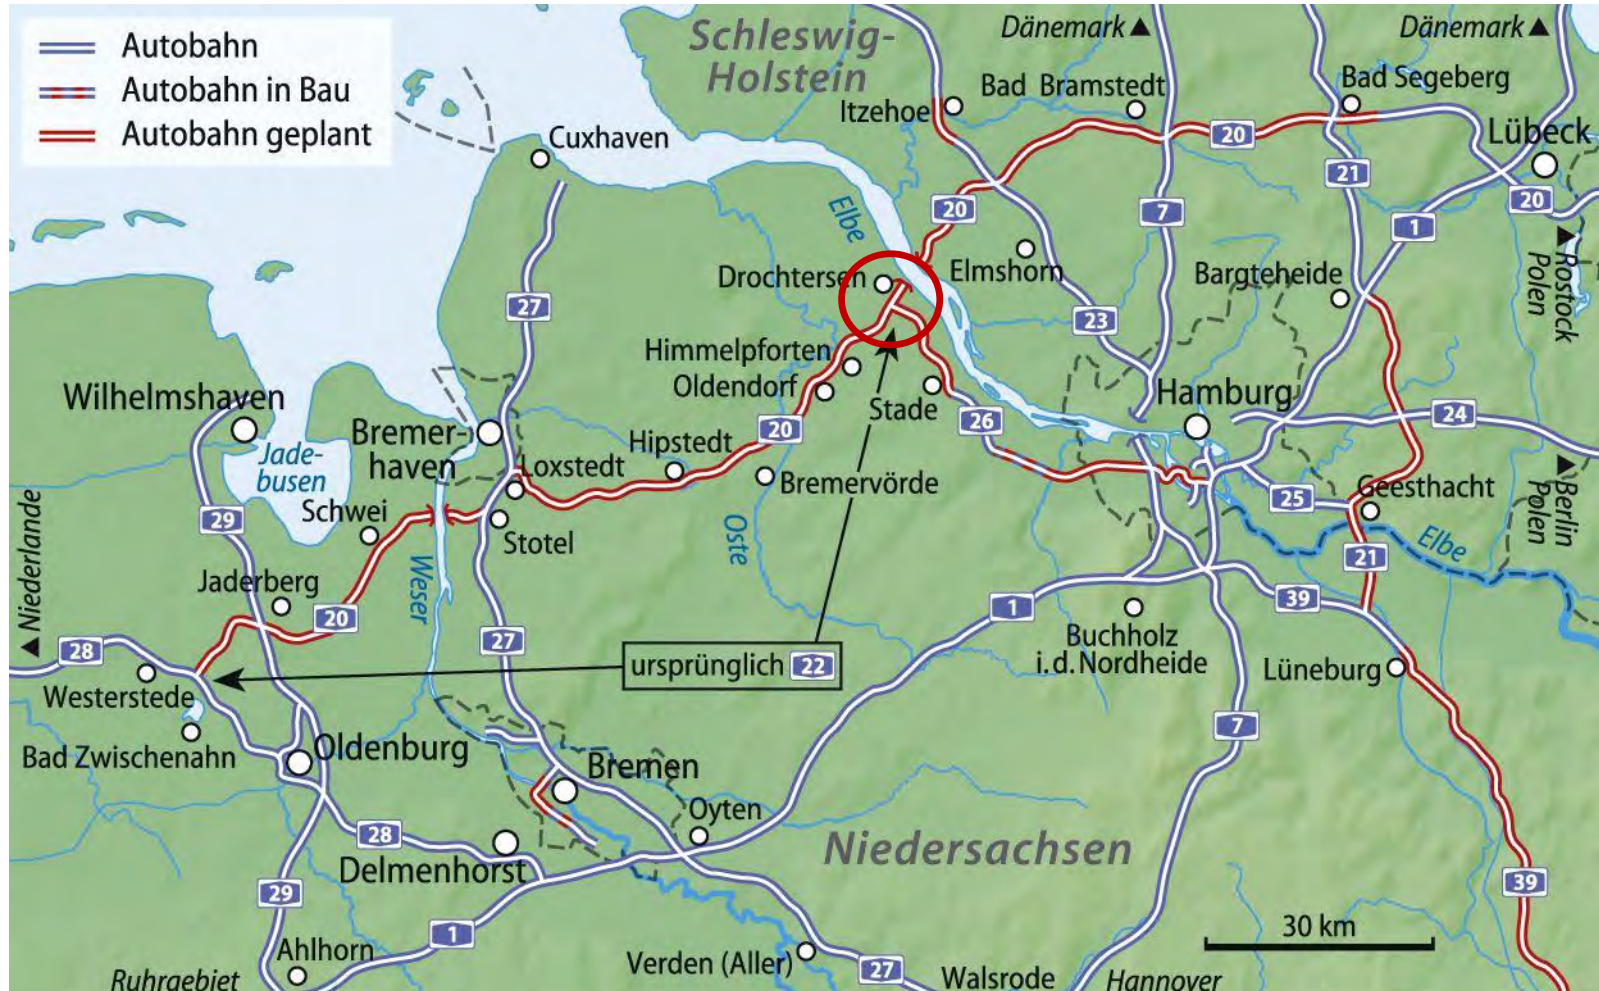 Autobahn
Autobahn in Bau
Autobahn geplant
Schleswig-
Holstein
Dänemark
Dänemark
Itzehoe
Bad Bramstedt
Bad Segeberg
Lübeck
Cuxhaven
20
21
20
20
7
1
Elbe
Rostock
Polen
Drochtersen
Elmshorn
Bargteheide
27
23
Himmelpforten
Oldendorf
Stade
Hamburg
Wilhelmshaven
Bremer-
haven
20
26
24
Jade-
busen
Loxstedt
Hipstedt
Bremervörde
25
Geesthacht
Berlin
Polen
Niederlande
29
Schwei
Stotel
Oste
Elbe
21
Weser
Jaderberg
20
28
27
1
39
Buchholz
i.d.Nordheide
Lüneburg
ursprünglich 22
Westerstede
Bad Zwischenahn
Oldenburg
Bremen
7
Oyten
28
Delmenhorst
Niedersachsen
29
39
1
30 km
Ahlhorn
Verden (Aller)
27
Walsrode
Ruhrgebiet
Hannover